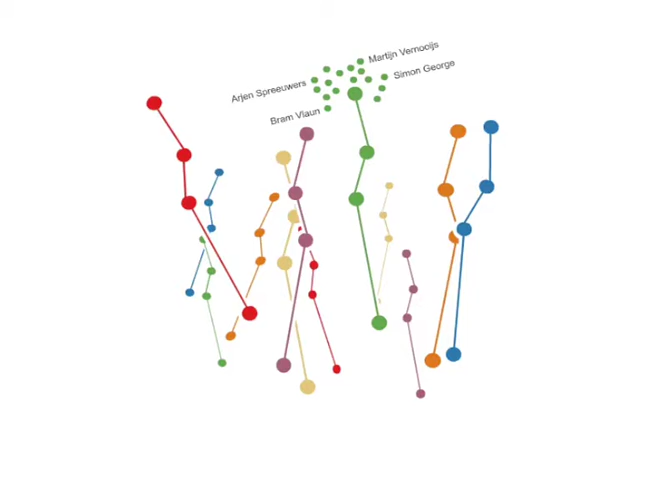 Martijn Vernooijs
Simon George
Arjen Spreeuwers
Bram Vlaun